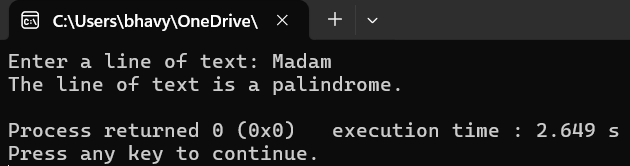 C:\Users\bhavy\OneDrive\
Enter a line of text: Madam
The line of text is a palindrome.
Process returned 0 (0x0)   execution time : 2.649 s
Press any key to continue.